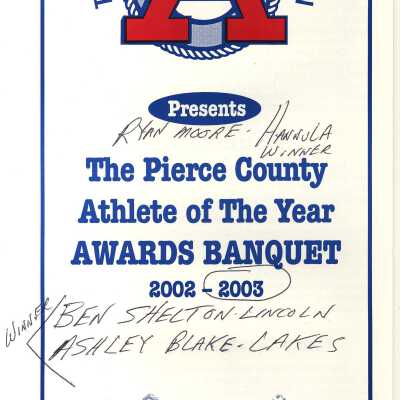 Presents
RYAN MOORE - HANNULA
WINNER
The Pierce County
Athlete of The Year
AWARDS BANQUET
2002 – 2003
WINNER
BEN SHELTON - LINCOLN
ASHLEY BLAKE - LAKES